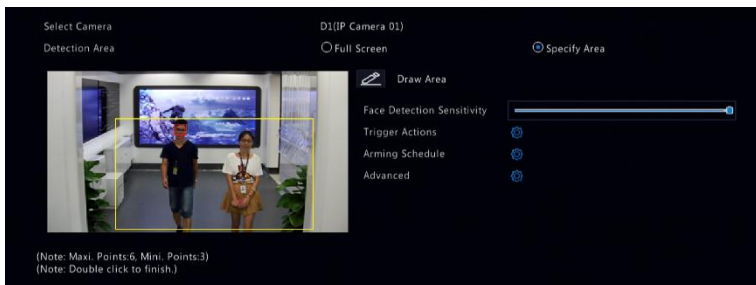 Select Camera D1(IP Camera 01)
Detection Area Full Screen Specify Area
Draw Area
Face Detection Sensitivity
Trigger Actions
Arming Schedule
Advanced
(Note: Maxi. Points:6, Mini. Points:3)
(Note: Double click to finish.)